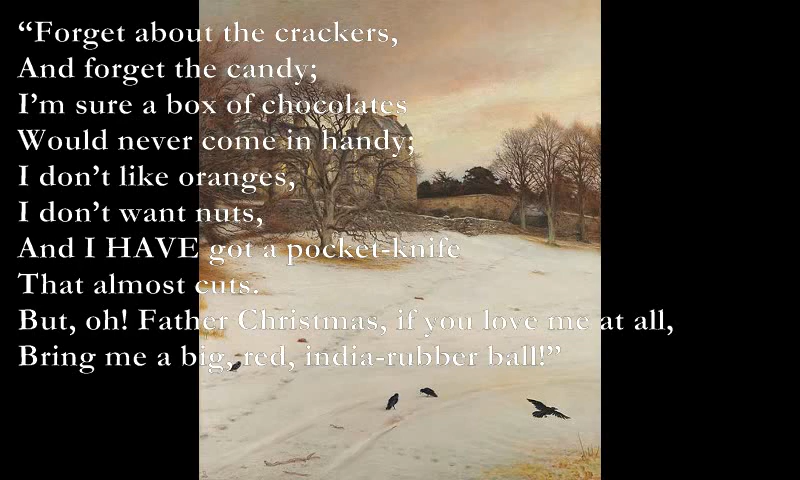 “Forget about the crackers,
And forget the candy;
I’m sure a box of chocolates
Would never come in handy;
I don’t like oranges,
I don’t want nuts,
And I HAVE got a pocket-knife
That almost cuts.
But, oh! Father Christmas, if you love me at all,
Bring me a big, red, india-rubber ball!”